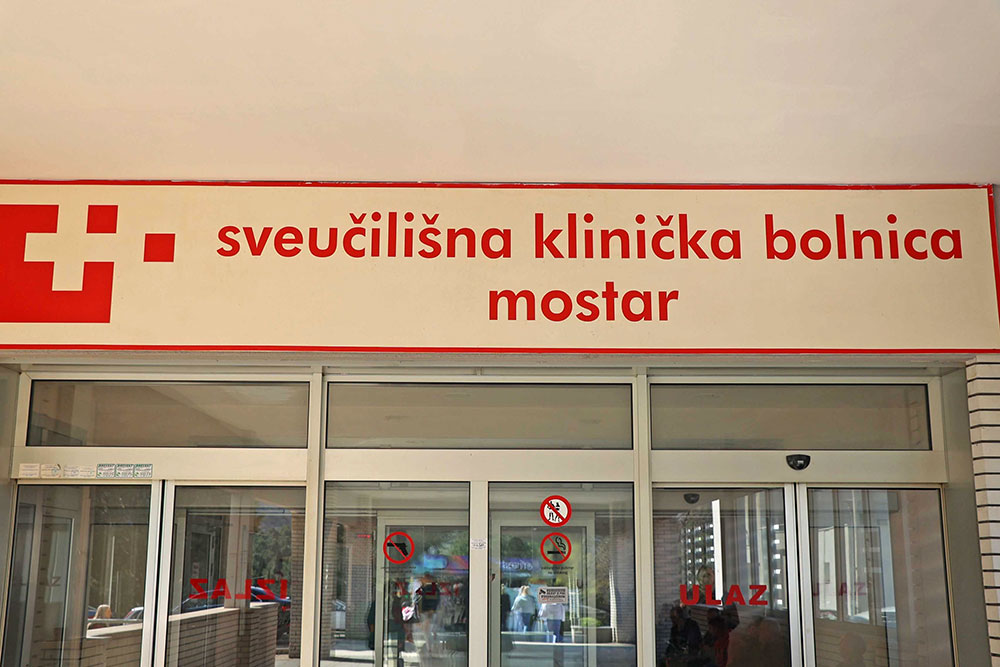 sveučilišna klinička bolnica
mostar
IZLAZ
ULAZ